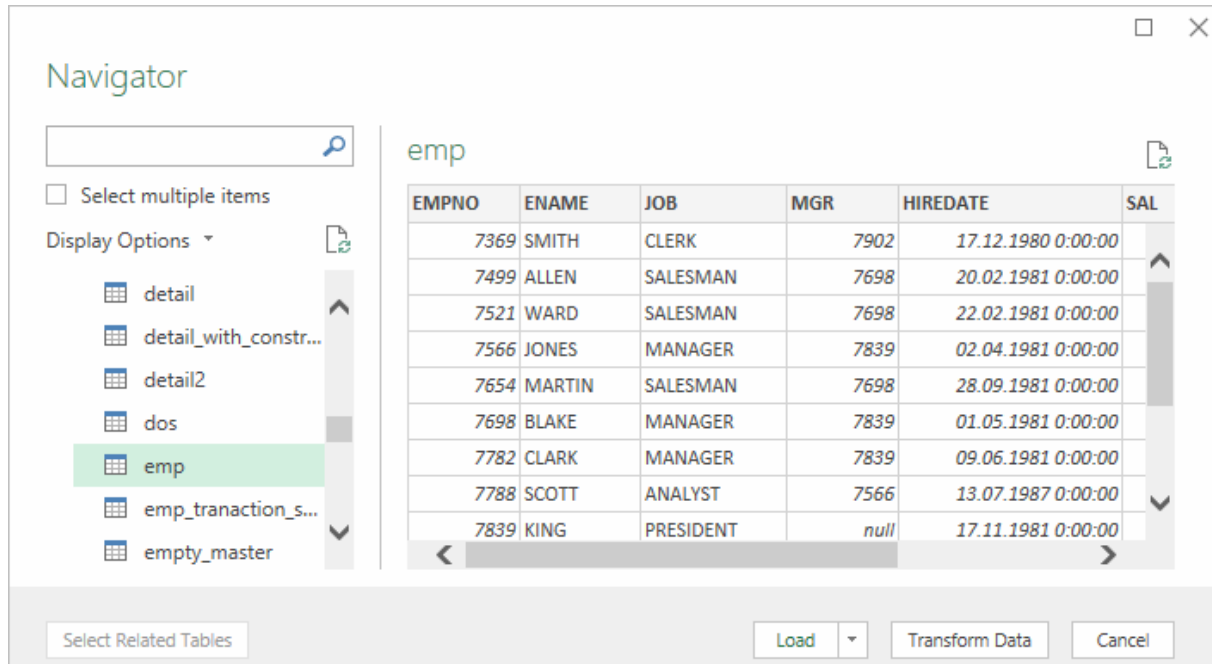 Navigator
Select multiple items
Display Options
detail
detail_with_constr...
detail2
dos
emp
emp_tranaction_s...
empty_master
emp
EMPNO ENAME JOB MGR HIREDATE SAL
7369 SMITH CLERK 7902 17.12.1980 0:00:00
7499 ALLEN SALESMAN 7698 20.02.1981 0:00:00
7521 WARD SALESMAN 7698 22.02.1981 0:00:00
7566 JONES MANAGER 7839 02.04.1981 0:00:00
7654 MARTIN SALESMAN 7698 28.09.1981 0:00:00
7698 BLAKE MANAGER 7839 01.05.1981 0:00:00
7782 CLARK MANAGER 7839 09.06.1981 0:00:00
7788 SCOTT ANALYST 7566 13.07.1987 0:00:00
7839 KING PRESIDENT null 17.11.1981 0:00:00
Select Related Tables Load Transform Data Cancel